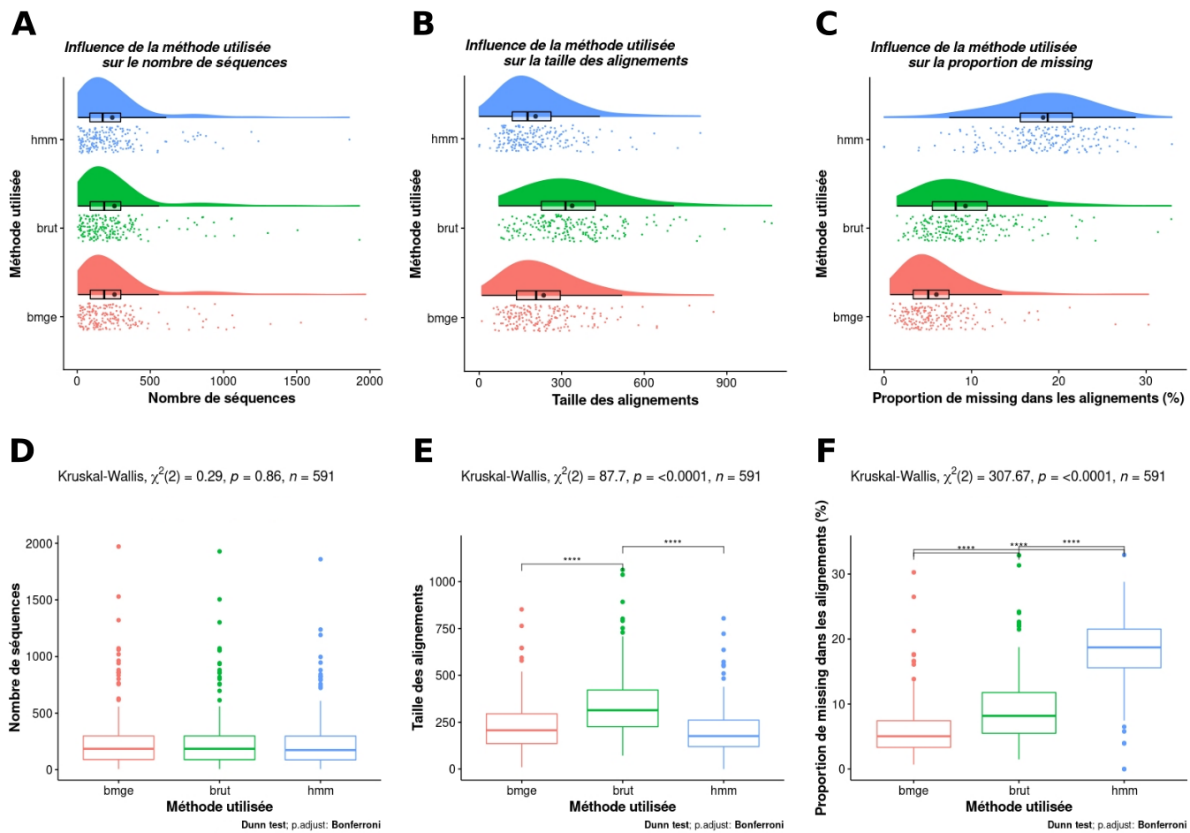 A
Influence de la méthode utilisée
sur le nombre de séquences
Méthode utilisée
hmm
brut
bmge
0 500 1000 1500 2000
Nombre de séquences
B
Influence de la méthode utilisée
sur la taille des alignements
Méthode utilisée
hmm
brut
bmge
0 300 600 900
Taille des alignements
C
Influence de la méthode utilisée
sur la proportion de missing
Méthode utilisée
hmm
brut
bmge
0 10 20 30
Proportion de missing dans les alignements (%)
D
Kruskal-Wallis, χ²(2) = 0.29, p = 0.86, n = 591
Nombre de séquences
2000
1500
1000
500
0
bmge brut hmm
Méthode utilisée
Dunn test; p.adjust: Bonferroni
E
Kruskal-Wallis, χ²(2) = 87.7, p = <0.0001, n = 591
Taille des alignements
**** ****
1000
750
500
250
0
bmge brut hmm
Méthode utilisée
Dunn test; p.adjust: Bonferroni
F
Kruskal-Wallis, χ²(2) = 307.67, p = <0.0001, n = 591
Proportion de missing dans les alignements (%)
**** **** ****
30
20
10
0
bmge brut hmm
Méthode utilisée
Dunn test; p.adjust: Bonferroni